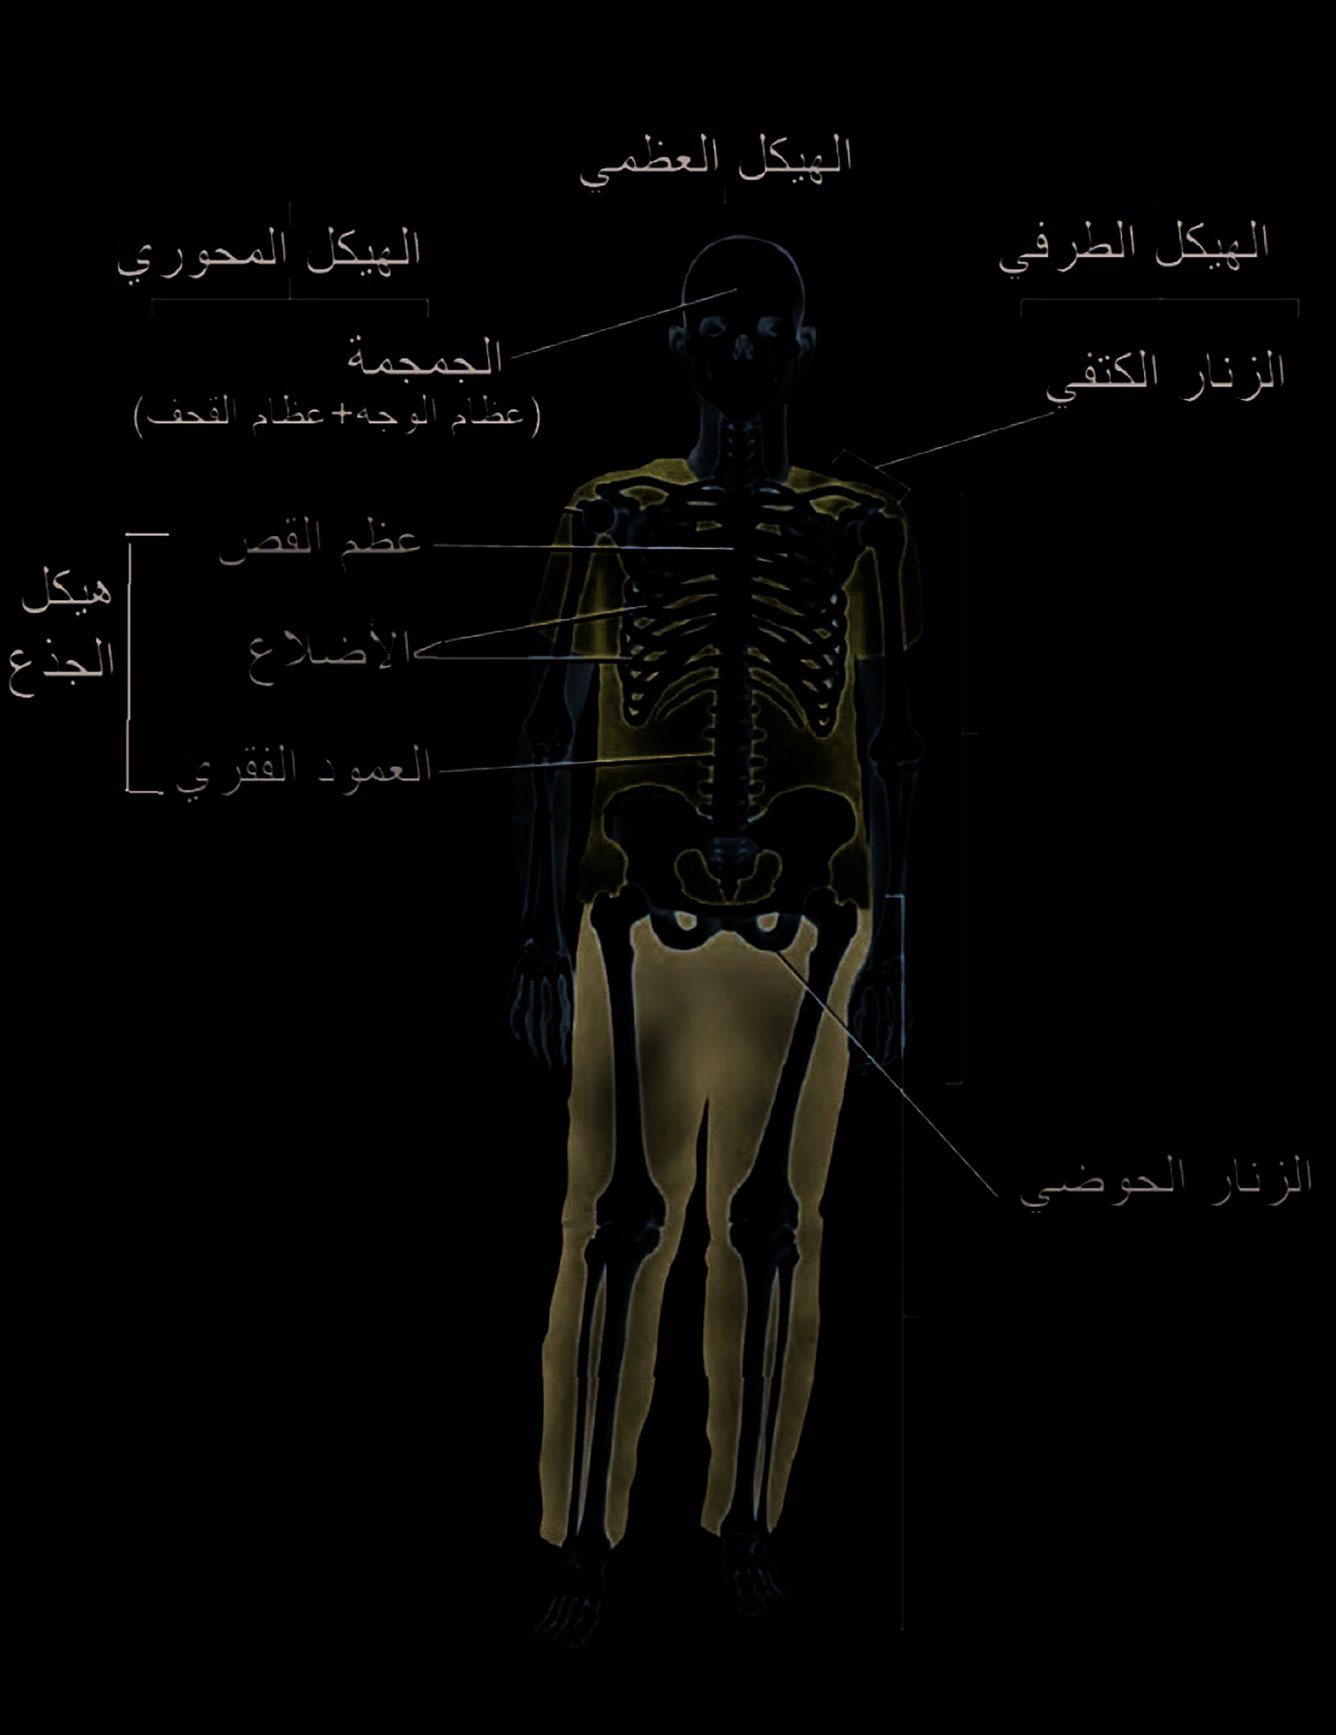 الهيكل العظمي
الهيكل الطرفي
الهيكل المحوري
الزنار الكتفي
الجمجمة
(عظام الوجه+عظام القحف)
عظم القص
الأضلاع
العمود الفقري
هيكل
الجذع
الزنار الحوضي